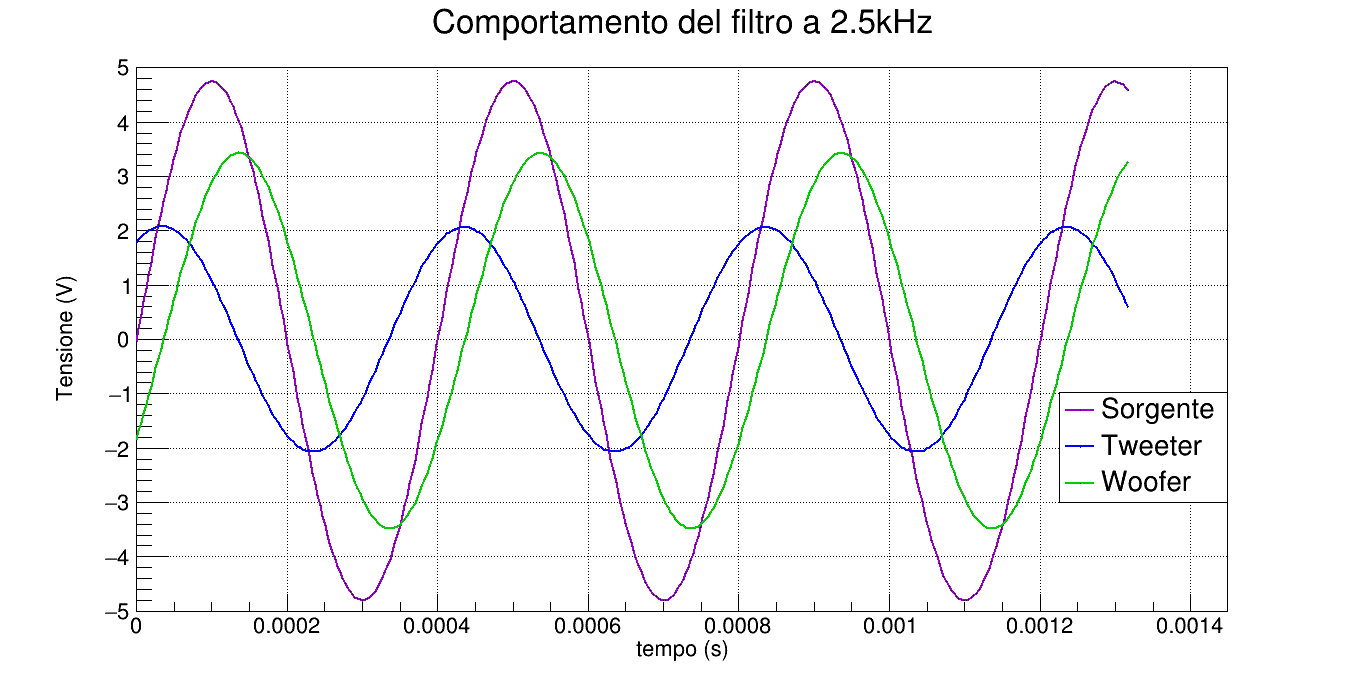 Comportamento del filtro a 2.5kHz
5
4
3
2
1
0
−1
−2
−3
−4
−5
Tensione (V)
Sorgente
Tweeter
Woofer
0 0.0002 0.0004 0.0006 0.0008 0.001 0.0012 0.0014
tempo (s)